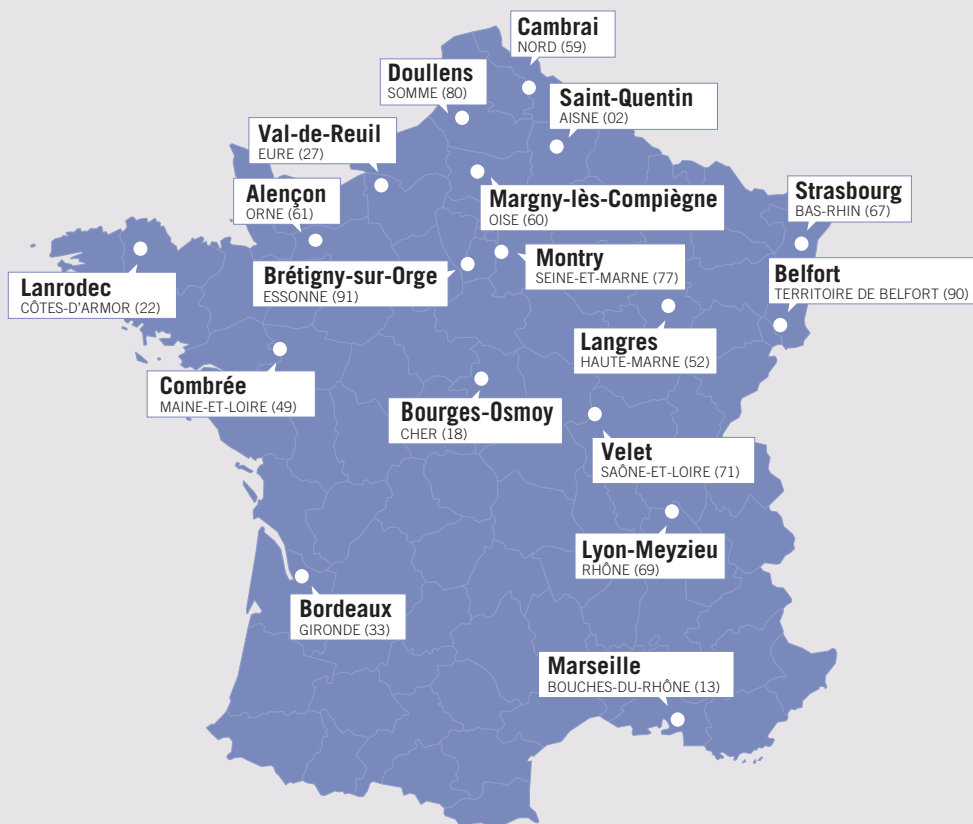 Cambrai
NORD (59)
Doullens
SOMME (80)
Saint-Quentin
AISNE (02)
Val-de-Reuil
EURE (27)
Alençon
ORNE (61)
Margny-lès-Compiègne
OISE (60)
Strasbourg
BAS-RHIN (67)
Lanrodec
CÔTES-D'ARMOR (22)
Brétigny-sur-Orge
ESSONNE (91)
Montry
SEINE-ET-MARNE (77)
Belfort
TERRITOIRE DE BELFORT (90)
Langres
HAUTE-MARNE (52)
Combrée
MAINE-ET-LOIRE (49)
Bourges-Osmoy
CHER (18)
Velet
SAÔNE-ET-LOIRE (71)
Lyon-Meyzieu
RHÔNE (69)
Bordeaux
GIRONDE (33)
Marseille
BOUCHES-DU-RHÔNE (13)